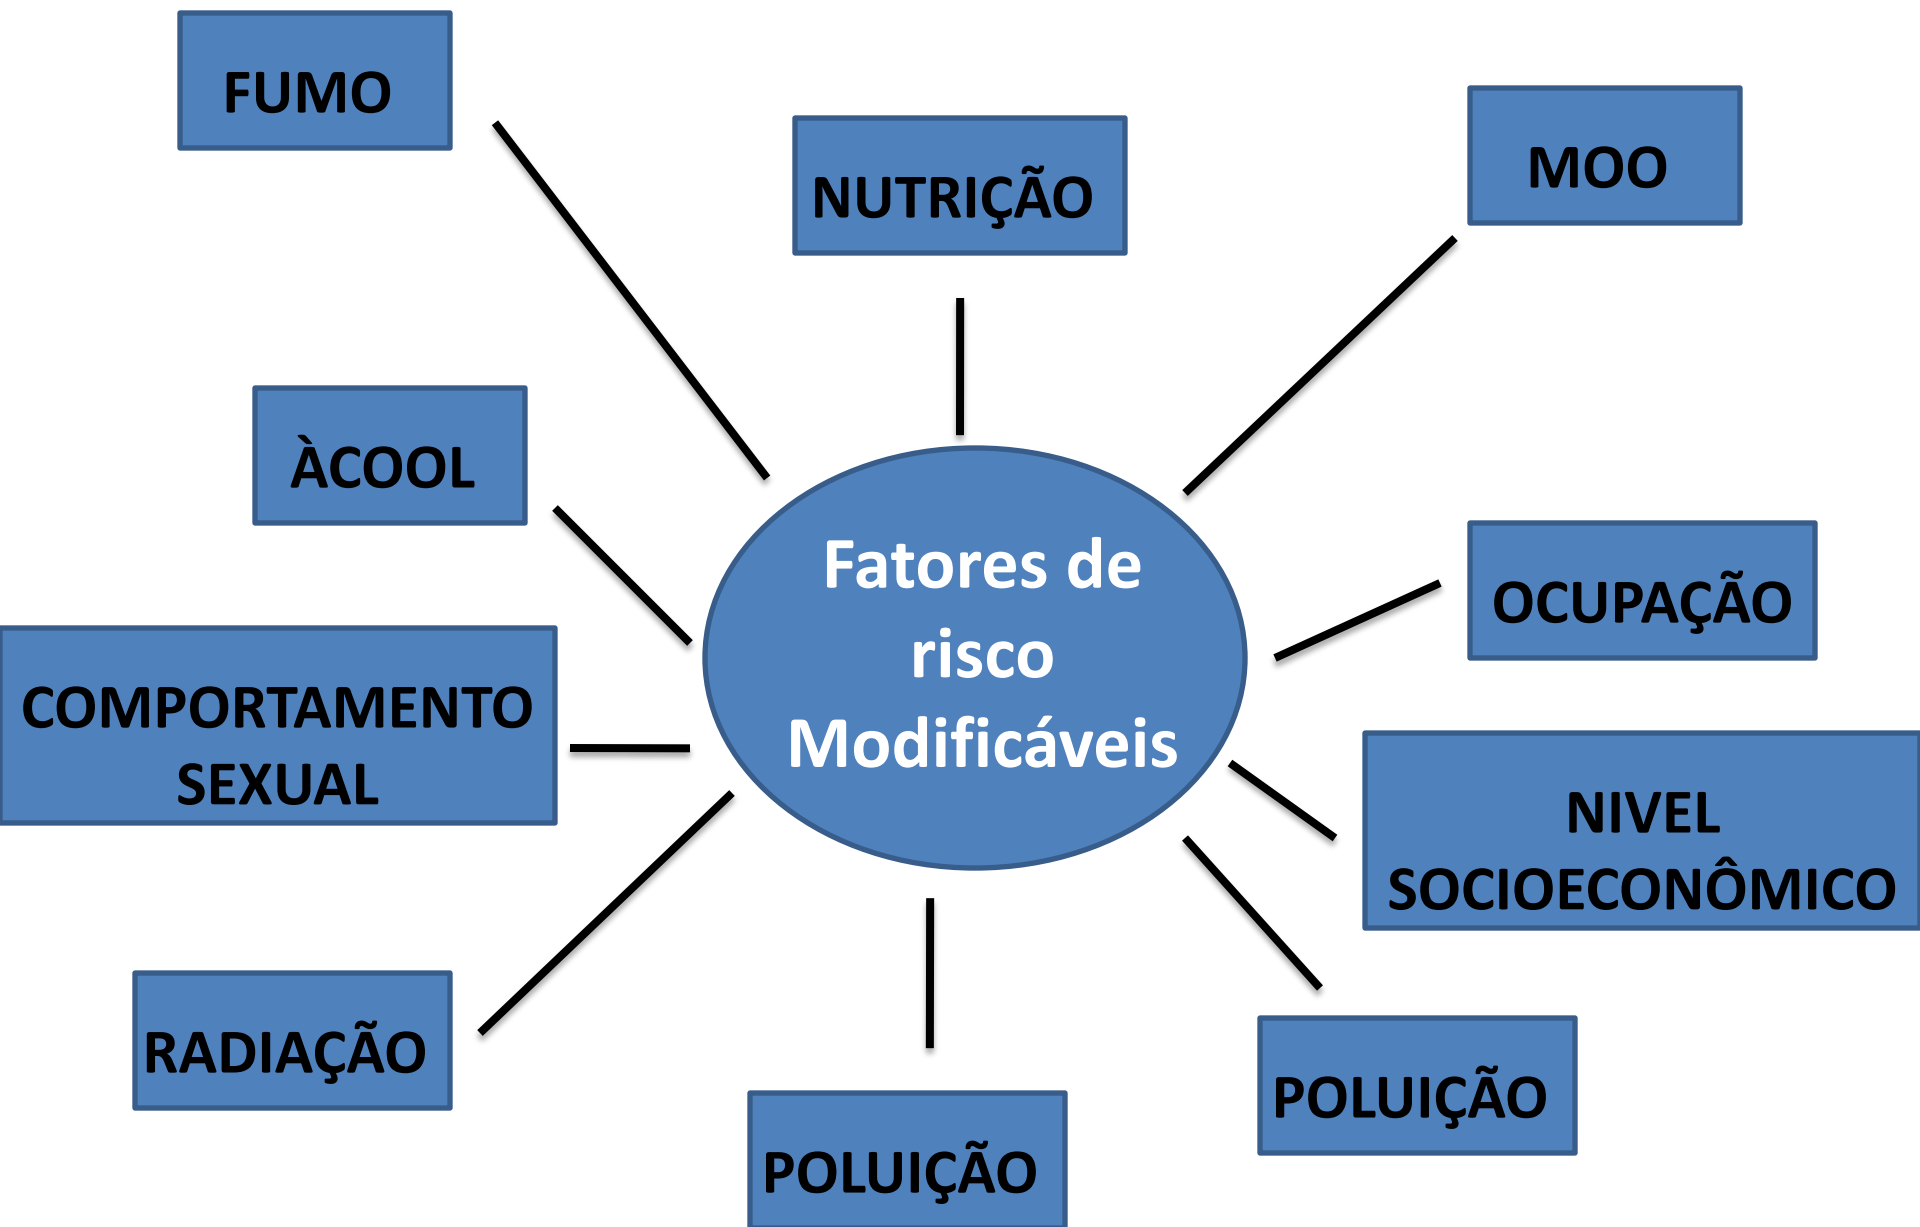 FUMO
NUTRIÇÃO
MOO
ÀCOOL
Fatores de
risco
Modificáveis
OCUPAÇÃO
COMPORTAMENTO
SEXUAL
NIVEL
SOCIOECONÔMICO
RADIAÇÃO
POLUIÇÃO
POLUIÇÃO